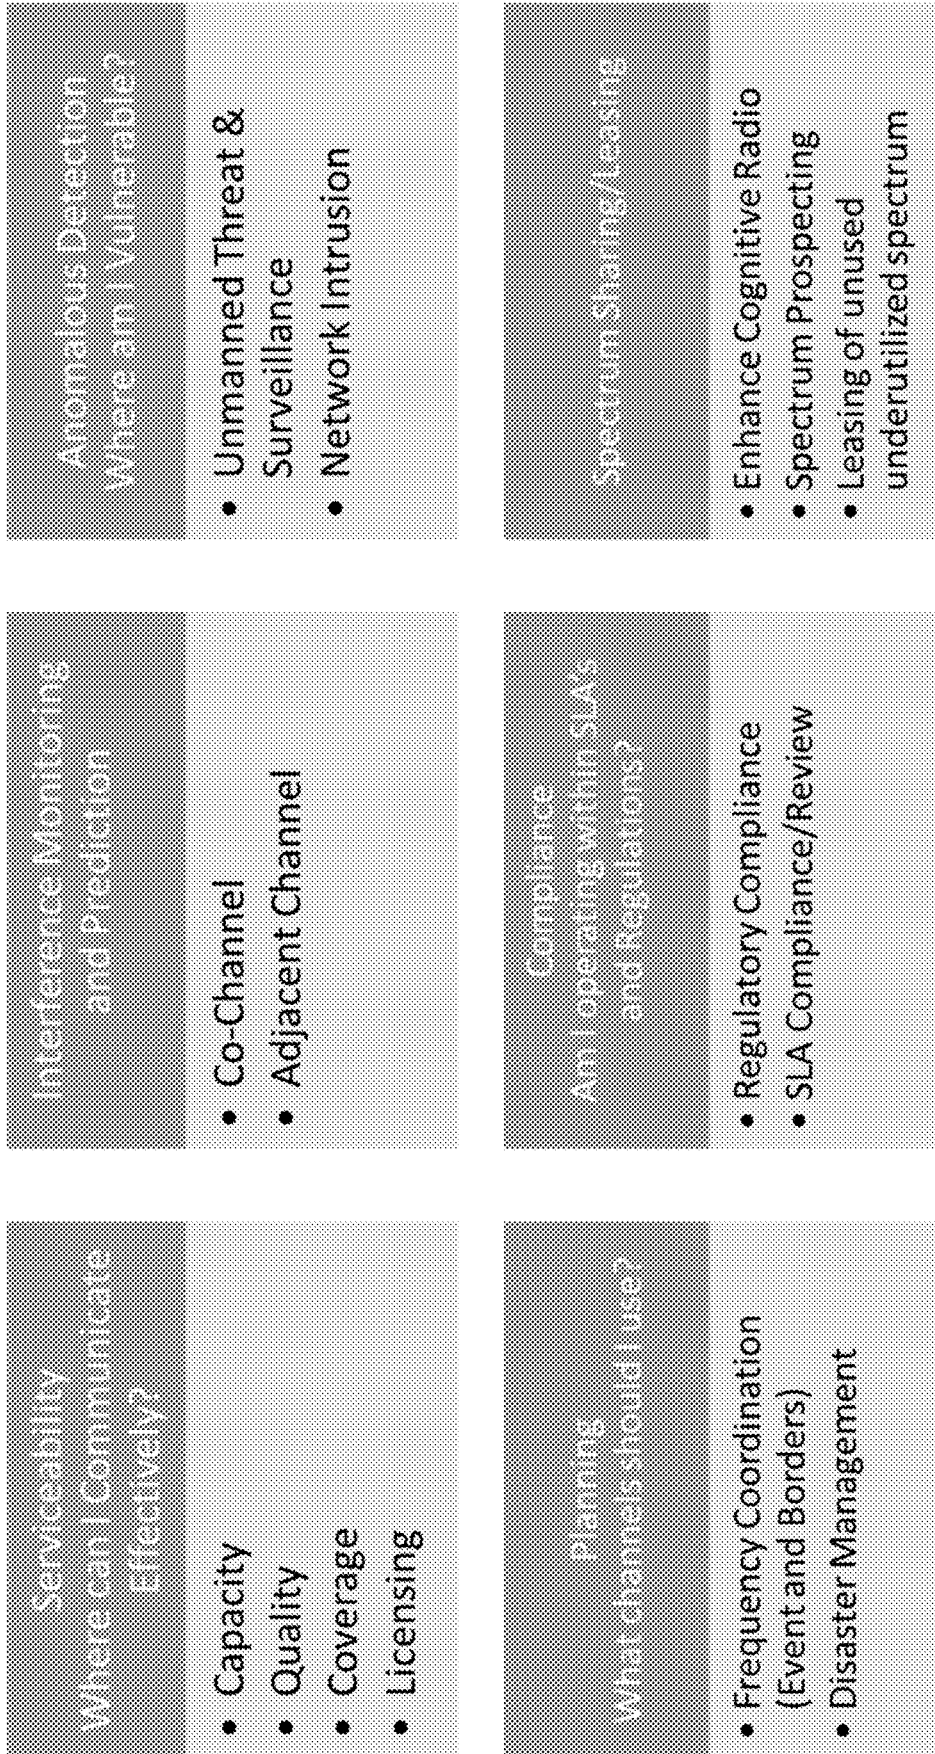 Serviceability
Where can I Communicate
Effectively?
• Capacity
• Quality
• Coverage
• Licensing
Interference Monitoring
and Prediction
• Co-Channel
• Adjacent Channel
Anomalous Detection
Where am I Vulnerable?
• Unmanned Threat &
Surveillance
• Network Intrusion
Planning
What channels should I use?
• Frequency Coordination
(Event and Borders)
• Disaster Management
Compliance
Am I operating within SLA's
and Regulations?
• Regulatory Compliance
• SLA Compliance/Review
Spectrum Sharing/Leasing
• Enhance Cognitive Radio
• Spectrum Prospecting
• Leasing of unused
underutilized spectrum